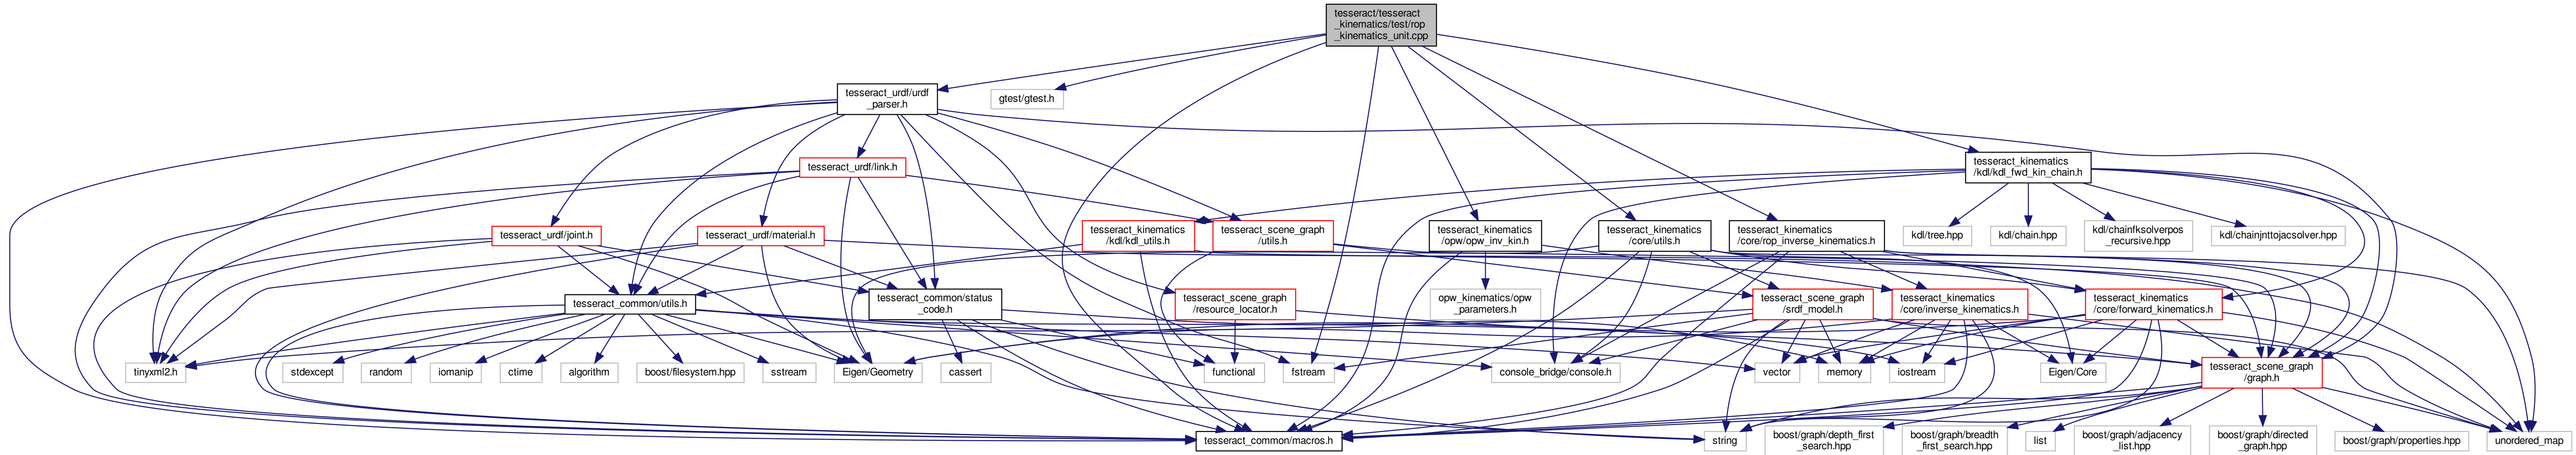 tesseract/tesseract
_kinematics/test/rop
_kinematics_unit.cpp
tesseract_urdf/urdf
_parser.h
gtest/gtest.h
tesseract_urdf/link.h
tesseract_kinematics
/kdl/kdl_fwd_kin_chain.h
tesseract_urdf/joint.h
tesseract_urdf/material.h
tesseract_kinematics
/kdl/kdl_utils.h
tesseract_scene_graph
/utils.h
tesseract_kinematics
/opw/opw_inv_kin.h
tesseract_kinematics
/core/utils.h
tesseract_kinematics
/core/rop_inverse_kinematics.h
kdl/tree.hpp
kdl/chain.hpp
kdl/chainfksolverpos
_recursive.hpp
kdl/chainjnttojacsolver.hpp
tesseract_common/utils.h
tesseract_common/status
_code.h
tesseract_scene_graph
/resource_locator.h
opw_kinematics/opw
_parameters.h
tesseract_scene_graph
/srdf_model.h
tesseract_kinematics
/core/inverse_kinematics.h
tesseract_kinematics
/core/forward_kinematics.h
tinyxml2.h
stdexcept
random
iomanip
ctime
algorithm
boost/filesystem.hpp
sstream
Eigen/Geometry
cassert
functional
fstream
console_bridge/console.h
vector
memory
iostream
Eigen/Core
tesseract_scene_graph
/graph.h
tesseract_common/macros.h
string
boost/graph/depth_first
_search.hpp
boost/graph/breadth
_first_search.hpp
list
boost/graph/adjacency
_list.hpp
boost/graph/directed
_graph.hpp
boost/graph/properties.hpp
unordered_map